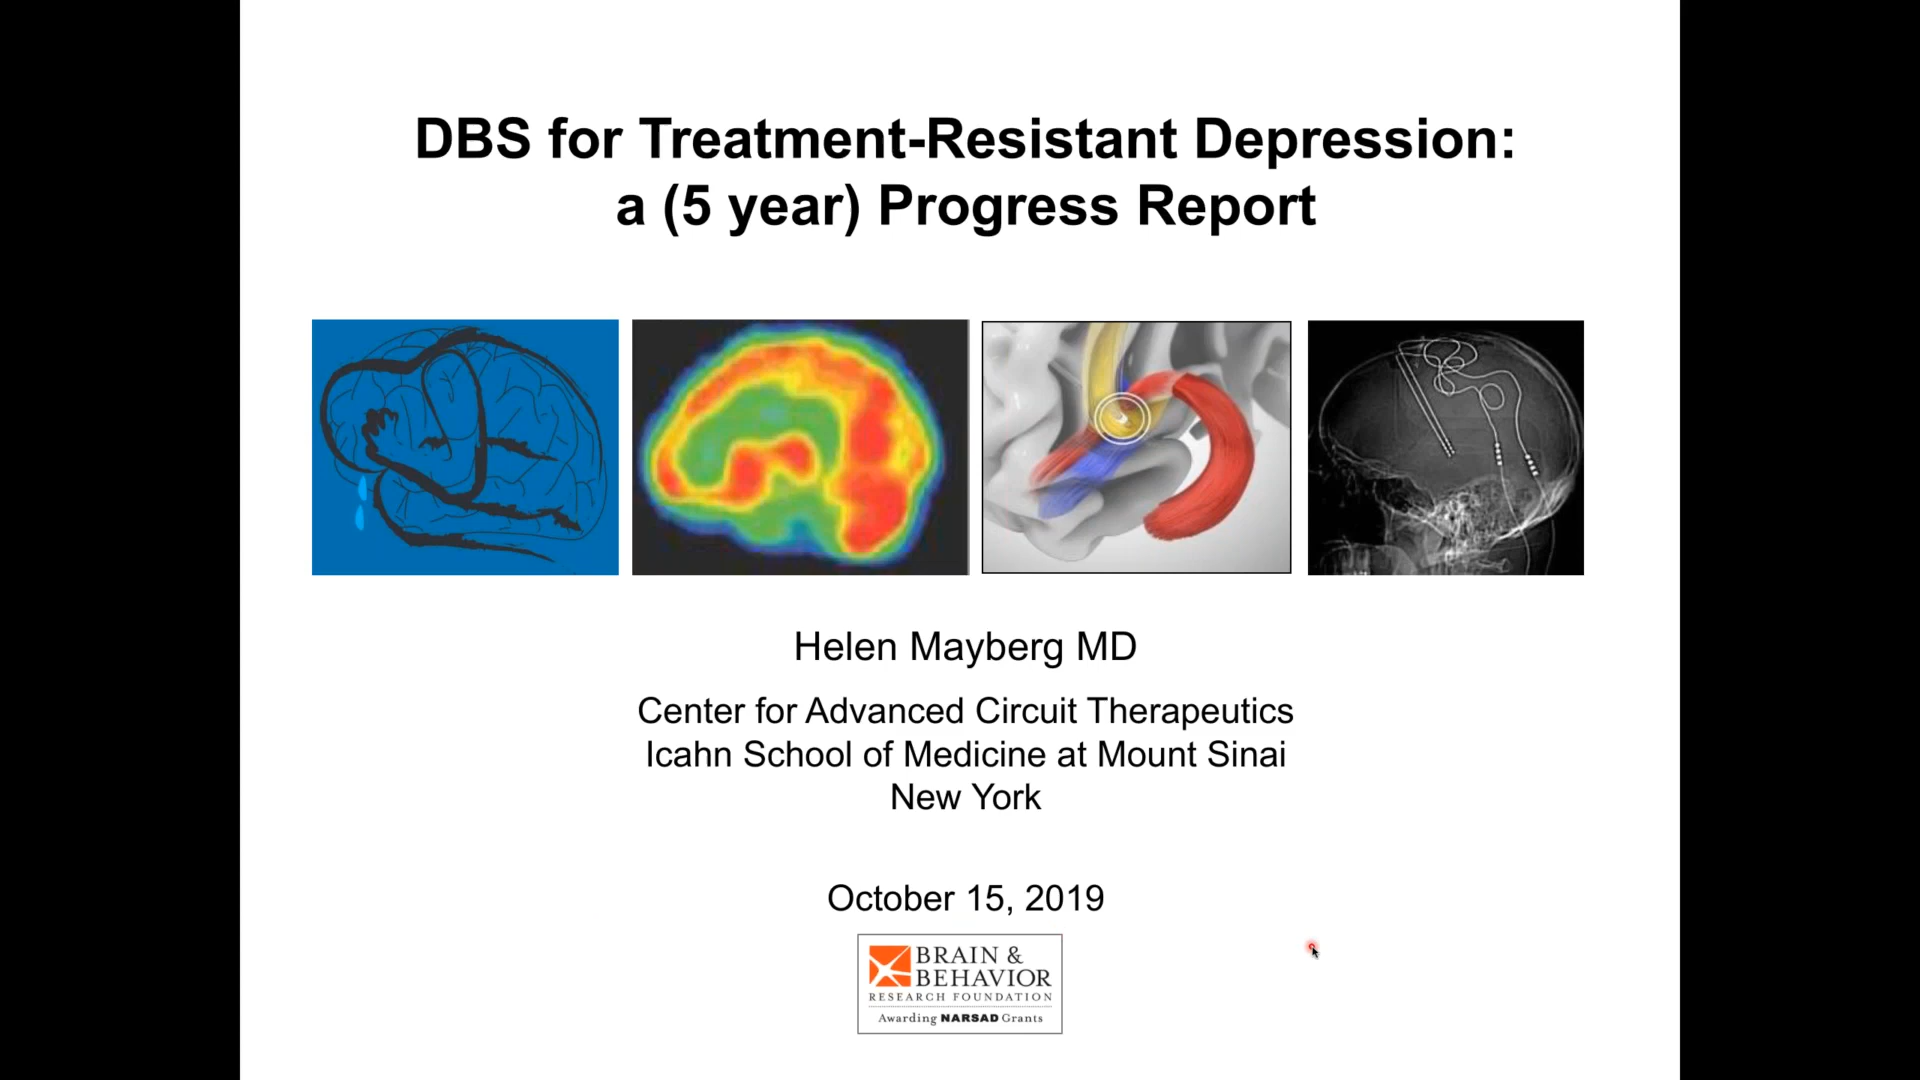 DBS for Treatment-Resistant Depression:
a (5 year) Progress Report
Helen Mayberg MD
Center for Advanced Circuit Therapeutics
Icahn School of Medicine at Mount Sinai
New York
October 15, 2019
BRAIN &
BEHAVIOR
RESEARCH FOUNDATION
Awarding NARSAD Grants